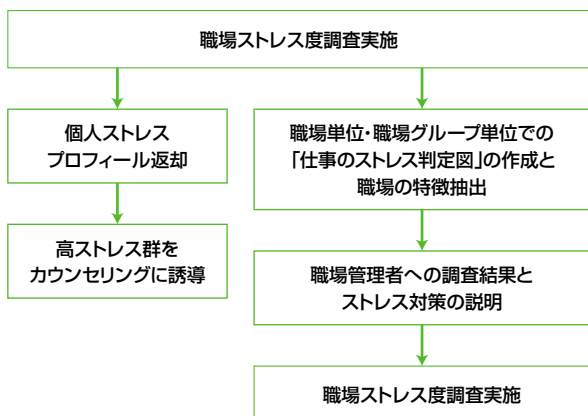 職場ストレス度調査実施
個人ストレス
プロフィール返却
高ストレス群を
カウンセリングに誘導
職場単位・職場グループ単位での
「仕事のストレス判定図」の作成と
職場の特徴抽出
職場管理者への調査結果と
ストレス対策の説明
職場ストレス度調査実施